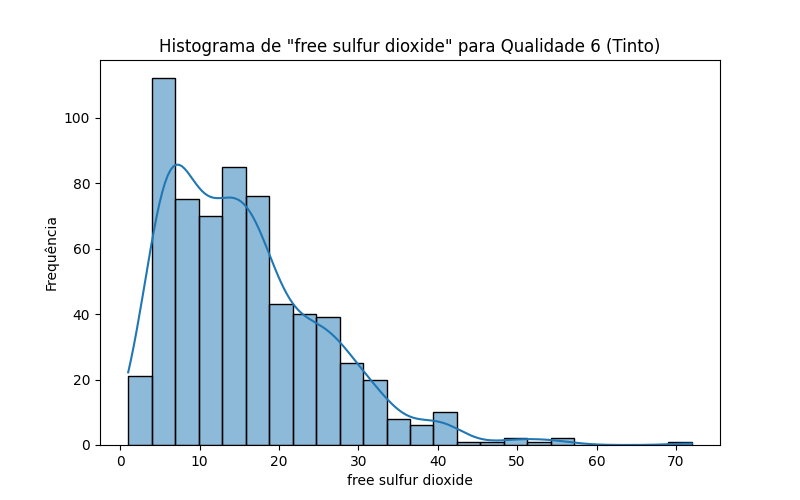 Histograma de "free sulfur dioxide" para Qualidade 6 (Tinto)
Frequência
100
80
60
40
20
0
0 10 20 30 40 50 60 70
free sulfur dioxide